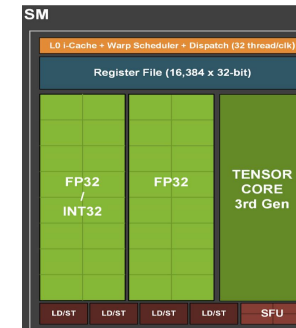 SM
L0 i-Cache + Warp Scheduler + Dispatch (32 thread/clk)
Register File (16,384 x 32-bit)
FP32
/
INT32
FP32
TENSOR
CORE
3rd Gen
LD/ST LD/ST LD/ST LD/ST SFU